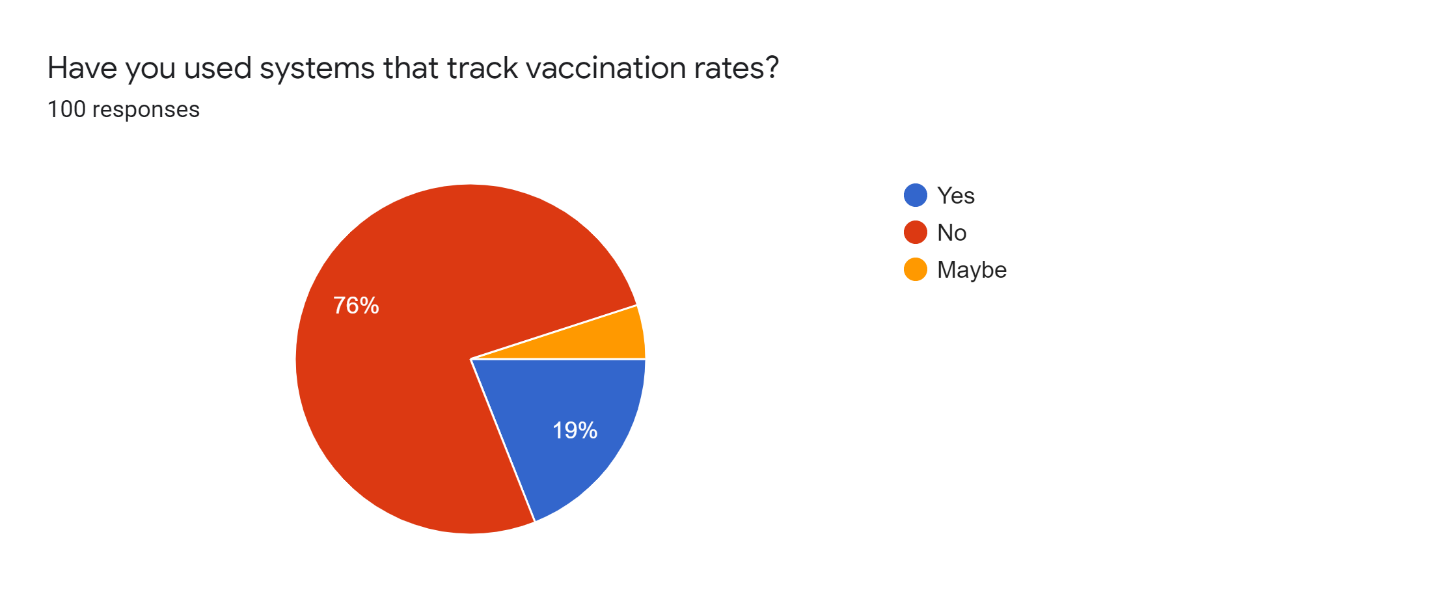 Have you used systems that track vaccination rates?
100 responses
Yes
No
Maybe
76%
19%